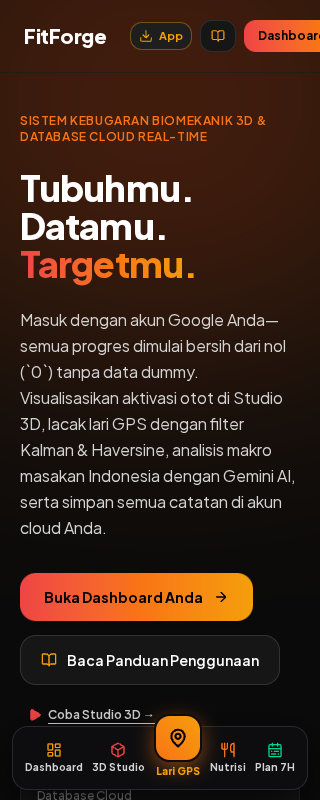 FitForge
App
Dashboar
SISTEM KEBUGARAN BIOMEKANIK 3D &
DATABASE CLOUD REAL-TIME
Tubuhmu.
Datamu.
Targetmu.
Masuk dengan akun Google Anda—
semua progres dimulai bersih dari nol
(`0`) tanpa data dummy.
Visualisasikan aktivasi otot di Studio
3D, lacak lari GPS dengan filter
Kalman & Haversine, analisis makro
masakan Indonesia dengan Gemini AI,
serta simpan semua catatan di akun
cloud Anda.
Buka Dashboard Anda →
Baca Panduan Penggunaan
Coba Studio 3D →
Dashboard 3D Studio Lari GPS Nutrisi Plan 7H
Database Cloud